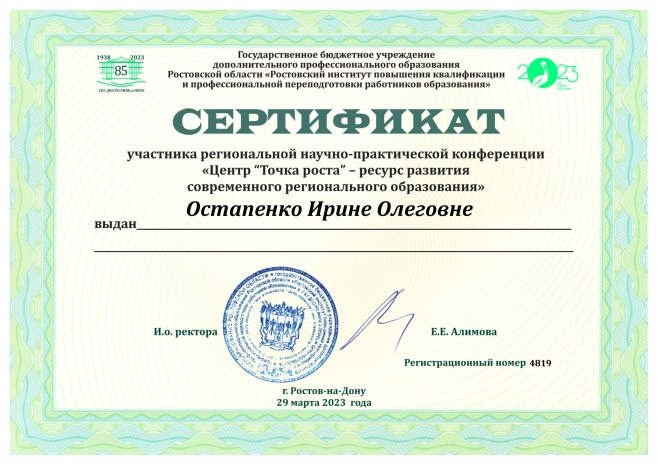 1938 2023
85
ГБУ ДПО РО РИПК и ППРО
Государственное бюджетное учреждение
дополнительного профессионального образования
Ростовской области «Ростовский институт повышения квалификации
и профессиональной переподготовки работников образования»
2023
СЕРТИФИКАТ
участника региональной научно-практической конференции
«Центр “Точка роста” – ресурс развития
современного регионального образования»
Остапенко Ирине Олеговне
выдан
И.о. ректора
Е.Е. Алимова
Регистрационный номер 4819
г. Ростов-на-Дону
29 марта 2023 года